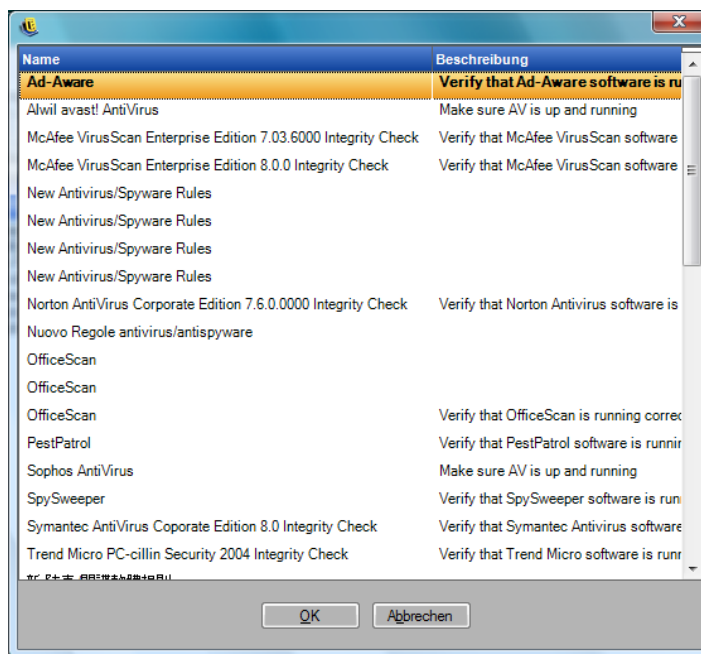 Name Beschreibung
Ad-Aware Verify that Ad-Aware software is ru
Alwil avast! AntiVirus Make sure AV is up and running
McAfee VirusScan Enterprise Edition 7.03.6000 Integrity Check Verify that McAfee VirusScan software
McAfee VirusScan Enterprise Edition 8.0.0 Integrity Check Verify that McAfee VirusScan software
New Antivirus/Spyware Rules
New Antivirus/Spyware Rules
New Antivirus/Spyware Rules
New Antivirus/Spyware Rules
Norton AntiVirus Corporate Edition 7.6.0.0000 Integrity Check Verify that Norton Antivirus software is
Nuovo Regole antivirus/antispyware
OfficeScan
OfficeScan
OfficeScan Verify that OfficeScan is running correc
PestPatrol Verify that PestPatrol software is runnin
Sophos AntiVirus Make sure AV is up and running
SpySweeper Verify that SpySweeper software is run
Symantec AntiVirus Coporate Edition 8.0 Integrity Check Verify that Symantec Antivirus software
Trend Micro PC-cillin Security 2004 Integrity Check Verify that Trend Micro software is runr
OK Abbrechen